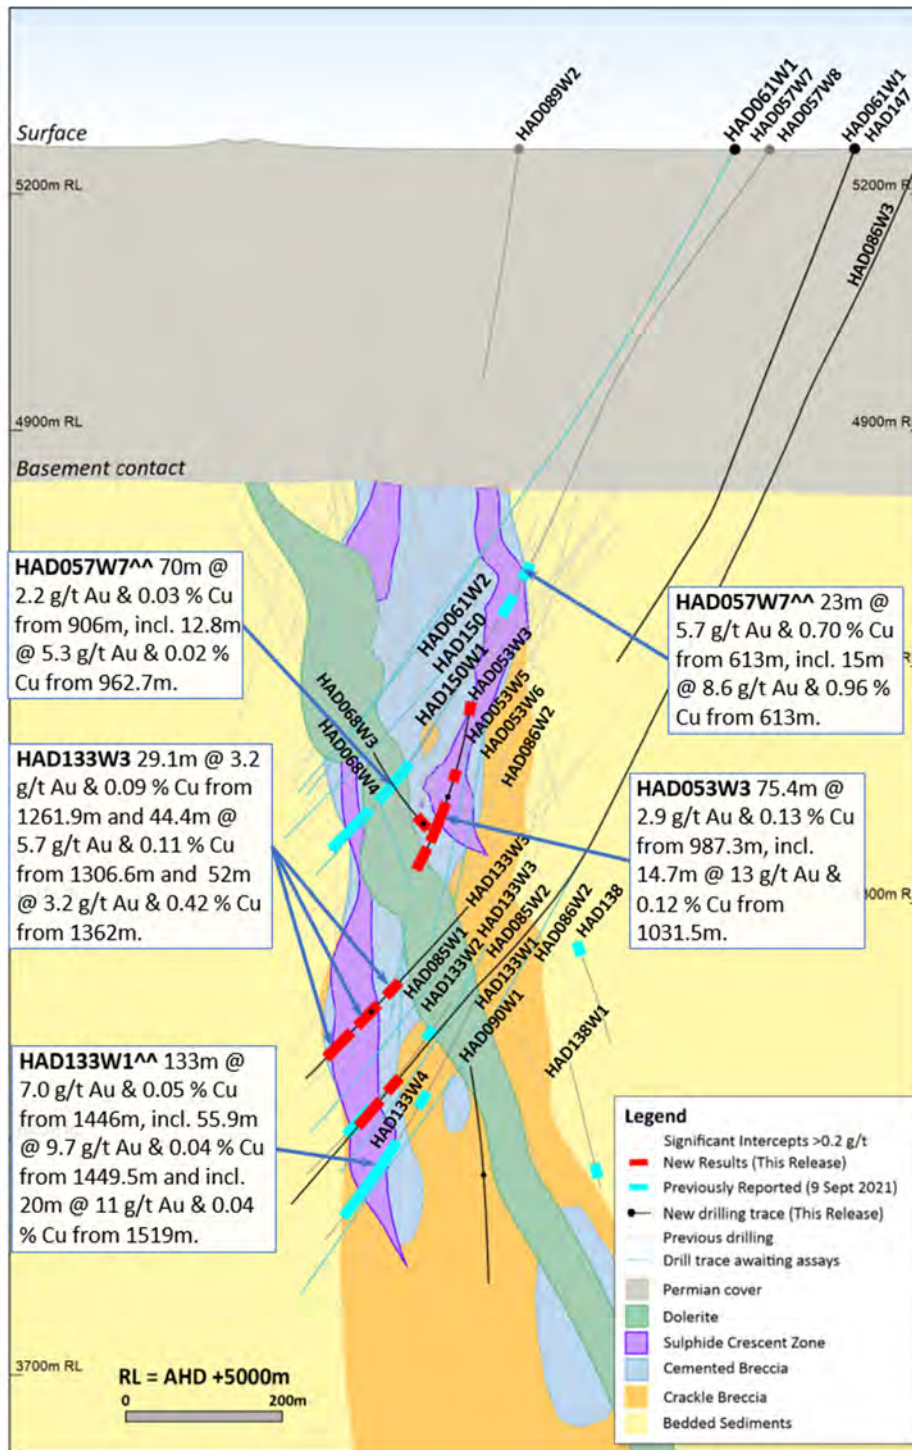 HAD089W2
HAD061W1
HAD057W7
HAD057W8
HAD061W1
HAD147
Surface
5200m RL
5200m RL
HAD086W3
4900m RL
4900m RL
Basement contact
HAD057W7^^ 70m @
2.2 g/t Au & 0.03 % Cu
from 906m, incl. 12.8m
@ 5.3 g/t Au & 0.02 %
Cu from 962.7m.
HAD057W7^^ 23m @
5.7 g/t Au & 0.70 % Cu
from 613m, incl. 15m
@ 8.6 g/t Au & 0.96 %
Cu from 613m.
HAD061W2
HAD150
HAD150W1
HAD053W3
HAD053W5
HAD053W6
HAD086W2
HAD068W3
HAD068W4
HAD133W3 29.1m @ 3.2
g/t Au & 0.09 % Cu from
1261.9m and 44.4m @
5.7 g/t Au & 0.11 % Cu
from 1306.6m and 52m
@ 3.2 g/t Au & 0.42 % Cu
from 1362m.
HAD053W3 75.4m @
2.9 g/t Au & 0.13 % Cu
from 987.3m, incl.
14.7m @ 13 g/t Au &
0.12 % Cu from
1031.5m.
HAD133W3
HAD085W1
HAD133W2
HAD133W3
HAD085W2
HAD133W1
HAD086W2
HAD138
HAD090W1
HAD138W1
HAD133W4
HAD133W1^^ 133m @
7.0 g/t Au & 0.05 % Cu
from 1446m, incl. 55.9m
@ 9.7 g/t Au & 0.04 % Cu
from 1449.5m and incl.
20m @ 11 g/t Au & 0.04
% Cu from 1519m.
3700m RL
RL = AHD +5000m
0 200m
Legend
Significant Intercepts >0.2 g/t
New Results (This Release)
Previously Reported (9 Sept 2021)
New drilling trace (This Release)
Previous drilling
Drill trace awaiting assays
Permian cover
Dolerite
Sulphide Crescent Zone
Cemented Breccia
Crackle Breccia
Bedded Sediments